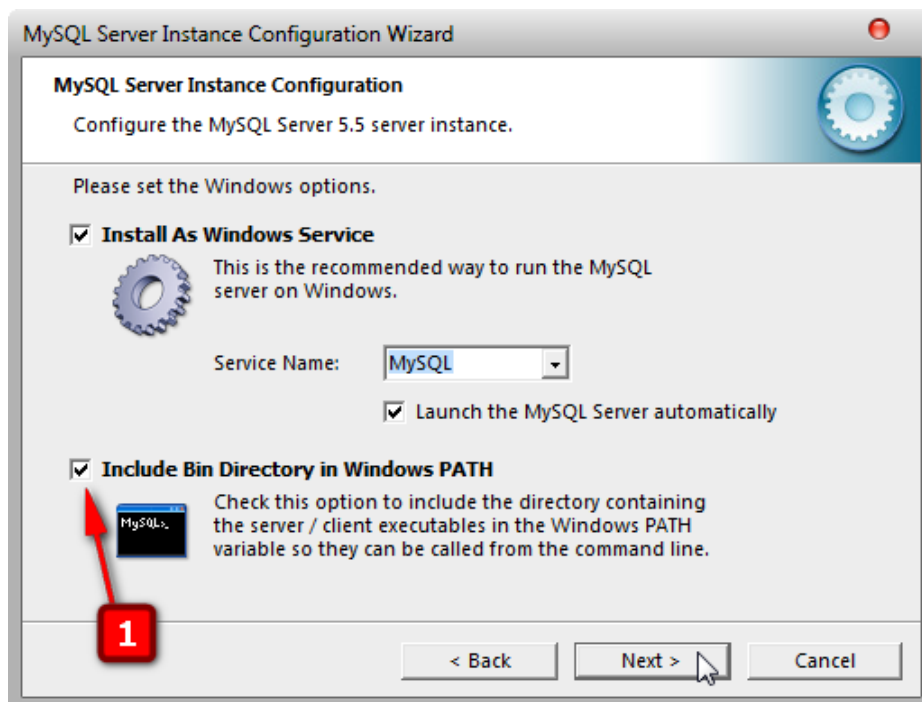 MySQL Server Instance Configuration Wizard
MySQL Server Instance Configuration
Configure the MySQL Server 5.5 server instance.
Please set the Windows options.
Install As Windows Service
This is the recommended way to run the MySQL
server on Windows.
Service Name: MySQL
Launch the MySQL Server automatically
Include Bin Directory in Windows PATH
MySQL>_
Check this option to include the directory containing
the server / client executables in the Windows PATH
variable so they can be called from the command line.
1
< Back Next > Cancel